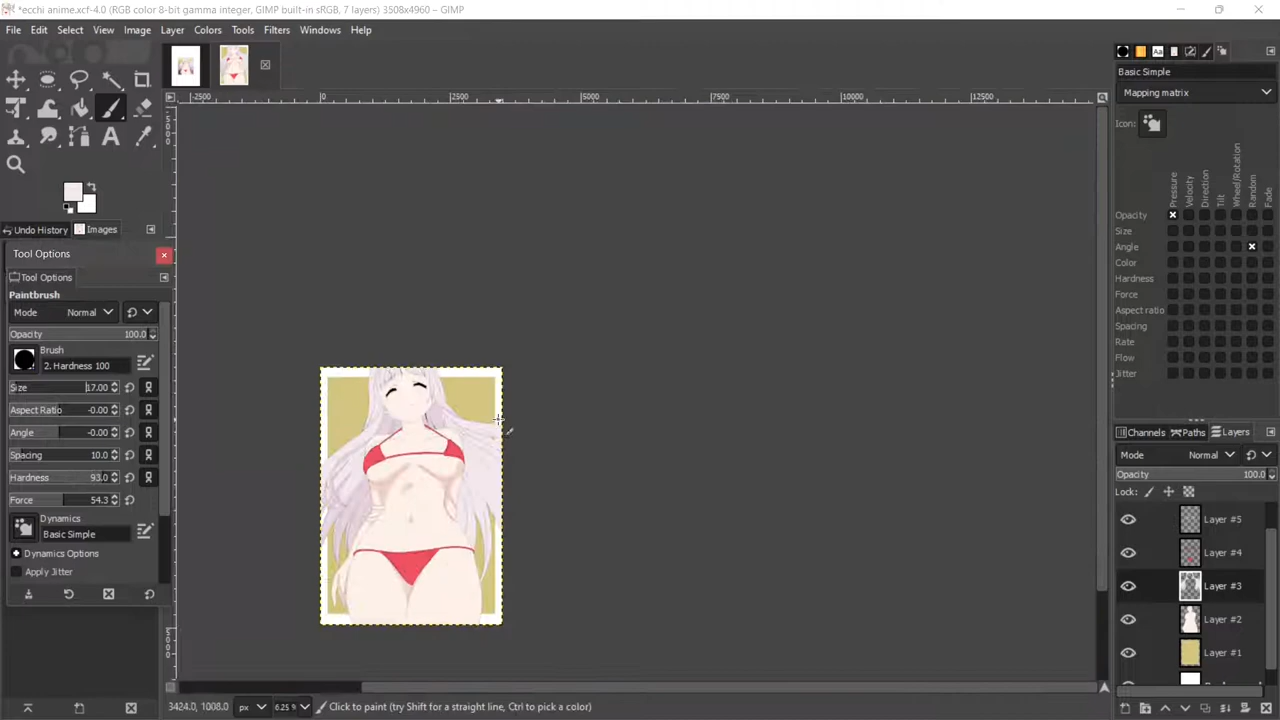 *ecchi anime.xcf-4.0 (RGB color 8-bit gamma integer, GIMP built-in sRGB, 7 layers) 3508x4960 – GIMP
File Edit Select View Image Layer Colors Tools Filters Windows Help
-2500 0 2500 5000 7500 10000 12500
Undo History Images
Tool Options
Tool Options
Paintbrush
Mode Normal
Opacity 100.0
Brush
2. Hardness 100
Size 17.00
Aspect Ratio -0.00
Angle -0.00
Spacing 10.0
Hardness 93.0
Force 54.3
Dynamics
Basic Simple
Dynamics Options
Apply Jitter
3424.0, 1008.0 px 6.25 % Click to paint (try Shift for a straight line, Ctrl to pick a color)
Aa
Basic Simple
Mapping matrix
Icon:
Pressure Velocity Direction Tilt Wheel/Rotation Random Fade
Opacity
Size
Angle
Color
Hardness
Force
Aspect ratio
Spacing
Rate
Flow
Jitter
Channels Paths Layers
Mode Normal
Opacity 100.0
Lock:
Layer #5
Layer #4
Layer #3
Layer #2
Layer #1